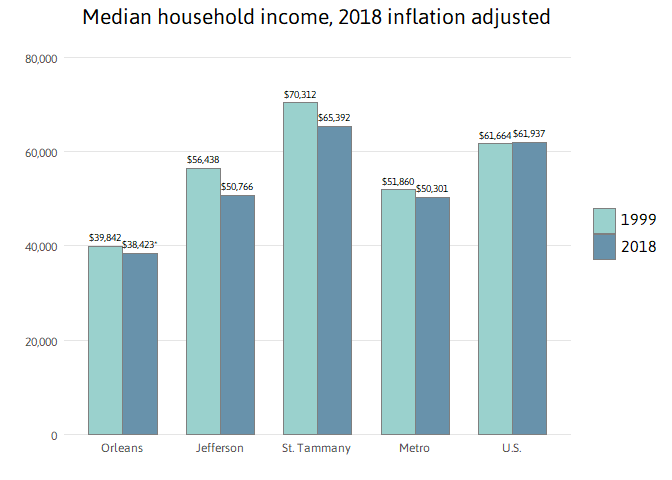 Median household income, 2018 inflation adjusted
80,000
60,000
40,000
20,000
0
$39,842
$38,423*
$56,438
$50,766
$70,312
$65,392
$51,860
$50,301
$61,664
$61,937
Orleans
Jefferson
St. Tammany
Metro
U.S.
1999
2018